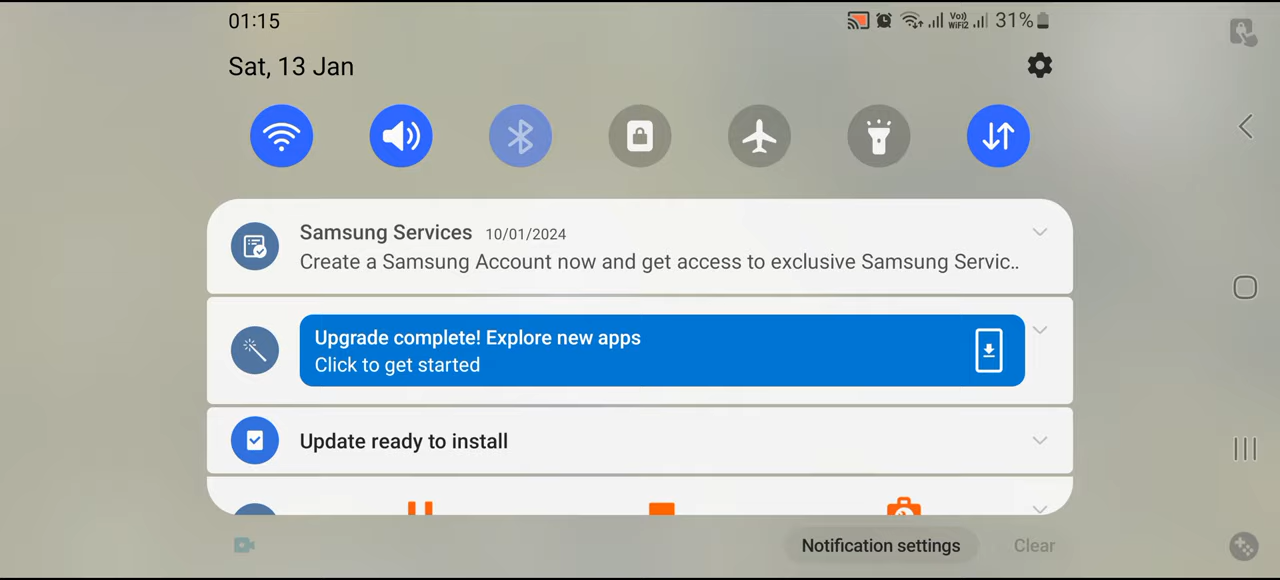 01:15
Vo)) WiFi2 31%
Sat, 13 Jan
Samsung Services 10/01/2024
Create a Samsung Account now and get access to exclusive Samsung Servic..
Upgrade complete! Explore new apps
Click to get started
Update ready to install
Notification settings Clear